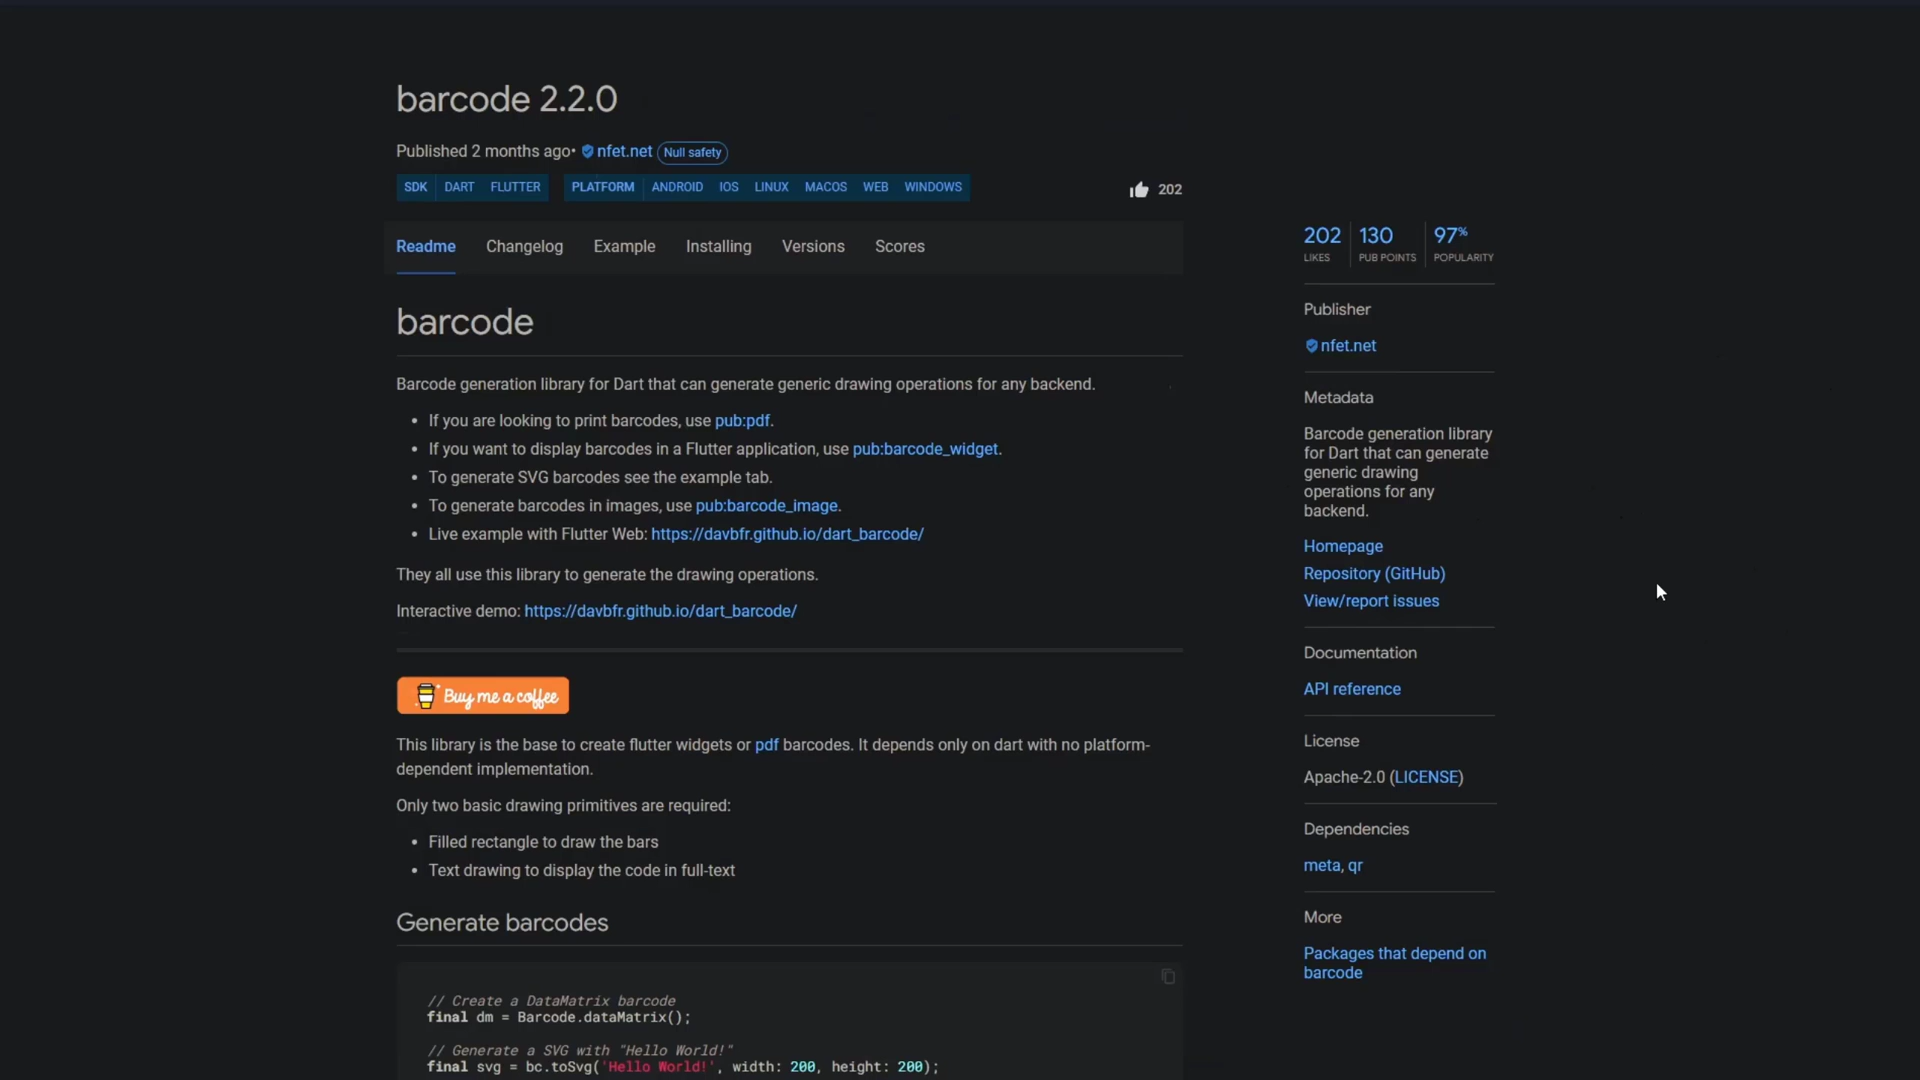 barcode 2.2.0
Published 2 months ago• nfet.net Null safety
SDK DART FLUTTER PLATFORM ANDROID IOS LINUX MACOS WEB WINDOWS 202
Readme Changelog Example Installing Versions Scores
barcode
Barcode generation library for Dart that can generate generic drawing operations for any backend.
• If you are looking to print barcodes, use pub:pdf.
• If you want to display barcodes in a Flutter application, use pub:barcode_widget.
• To generate SVG barcodes see the example tab.
• To generate barcodes in images, use pub:barcode_image.
• Live example with Flutter Web: https://davbfr.github.io/dart_barcode/
They all use this library to generate the drawing operations.
Interactive demo: https://davbfr.github.io/dart_barcode/
Buy me a coffee
This library is the base to create flutter widgets or pdf barcodes. It depends only on dart with no platform-
dependent implementation.
Only two basic drawing primitives are required:
• Filled rectangle to draw the bars
• Text drawing to display the code in full-text
Generate barcodes
// Create a DataMatrix barcode
final dm = Barcode.dataMatrix();
// Generate a SVG with "Hello World!"
final svg = bc.toSvg('Hello World!', width: 200, height: 200);
202 130 97%
LIKES PUB POINTS POPULARITY
Publisher
nfet.net
Metadata
Barcode generation library
for Dart that can generate
generic drawing
operations for any
backend.
Homepage
Repository (GitHub)
View/report issues
Documentation
API reference
License
Apache-2.0 (LICENSE)
Dependencies
meta, qr
More
Packages that depend on
barcode